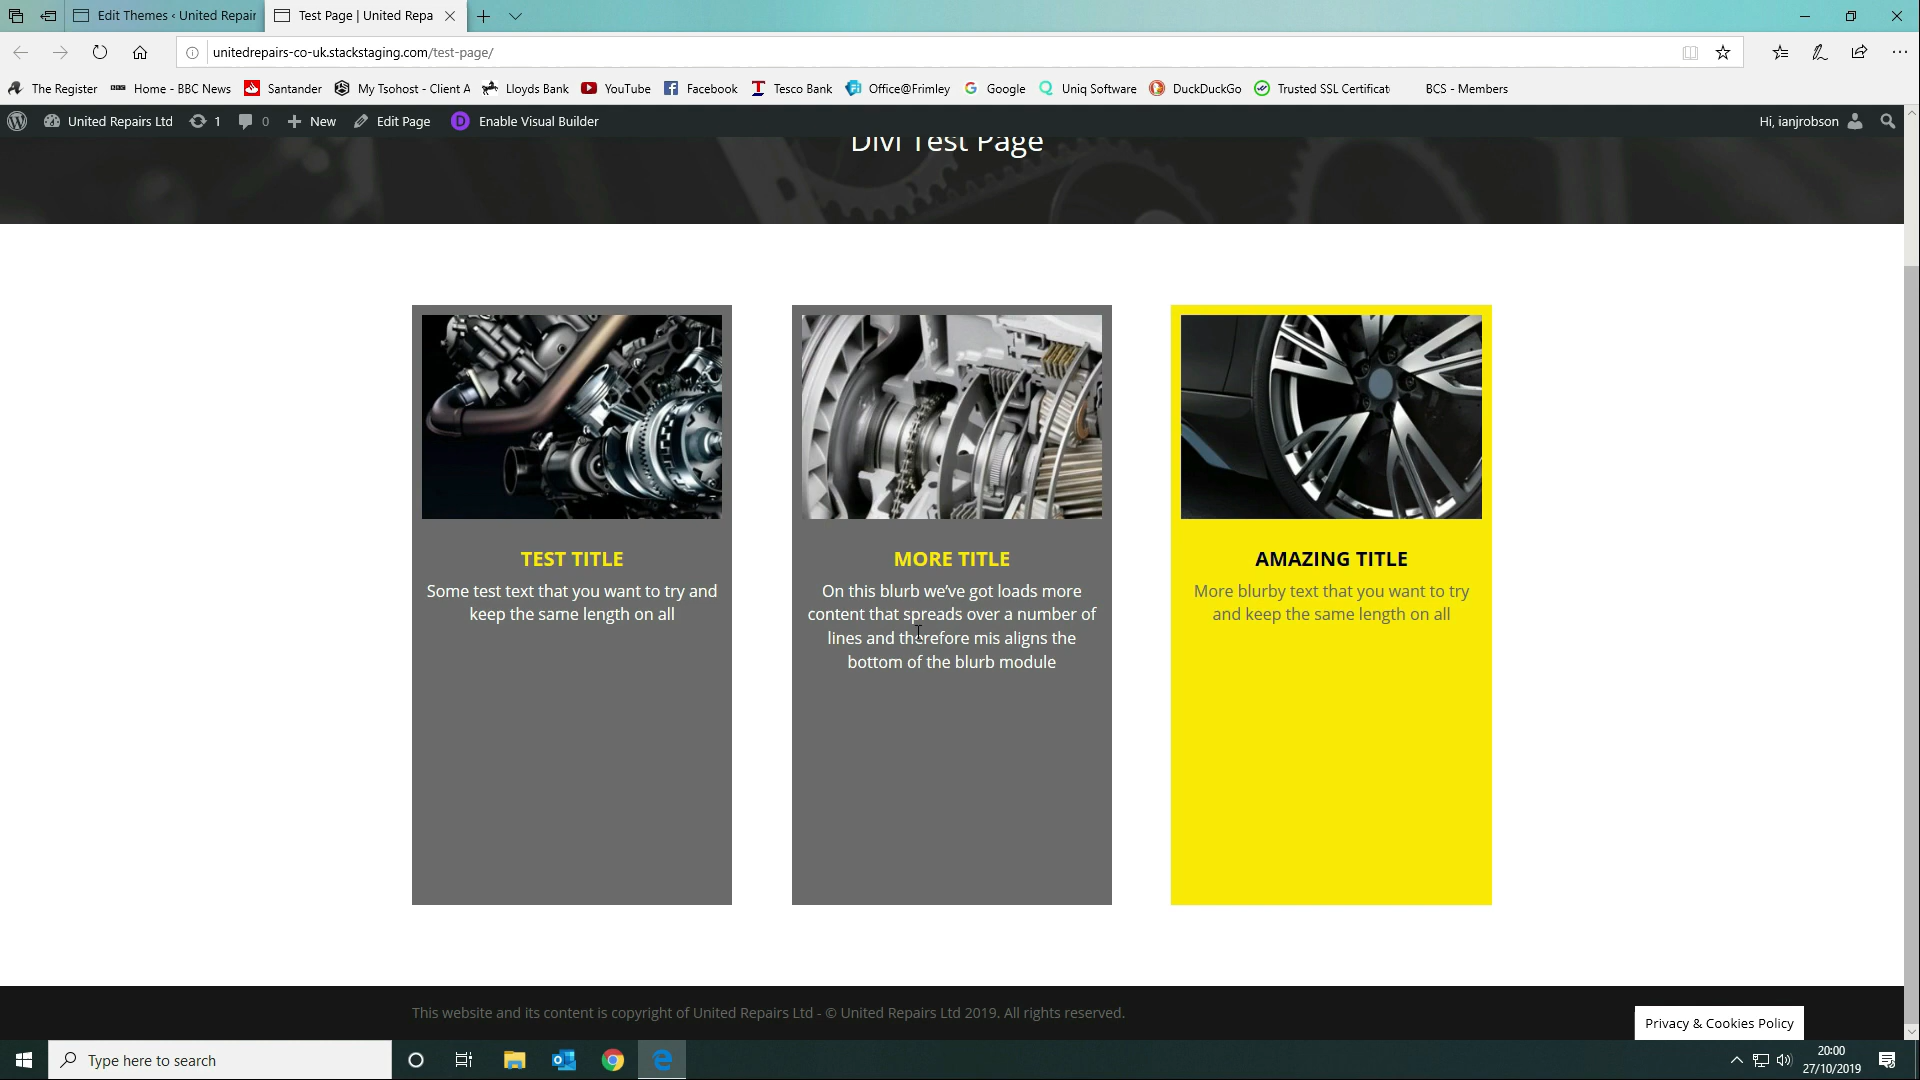 Edit Themes ‹ United Repair
Test Page | United Repa
unitedrepairs-co-uk.stackstaging.com/test-page/
The Register
Home - BBC News
Santander
My Tsohost - Client A
Lloyds Bank
YouTube
Facebook
Tesco Bank
Office@Frimley
Google
Uniq Software
DuckDuckGo
Trusted SSL Certificat
BCS - Members
United Repairs Ltd
1
0
New
Edit Page
D
Enable Visual Builder
Hi, ianjrobson
Divi Test Page
TEST TITLE
Some test text that you want to try and
keep the same length on all
MORE TITLE
On this blurb we’ve got loads more
content that spreads over a number of
lines and therefore mis aligns the
bottom of the blurb module
AMAZING TITLE
More blurby text that you want to try
and keep the same length on all
This website and its content is copyright of United Repairs Ltd - © United Repairs Ltd 2019. All rights reserved.
Privacy & Cookies Policy
Type here to search
20:00
27/10/2019